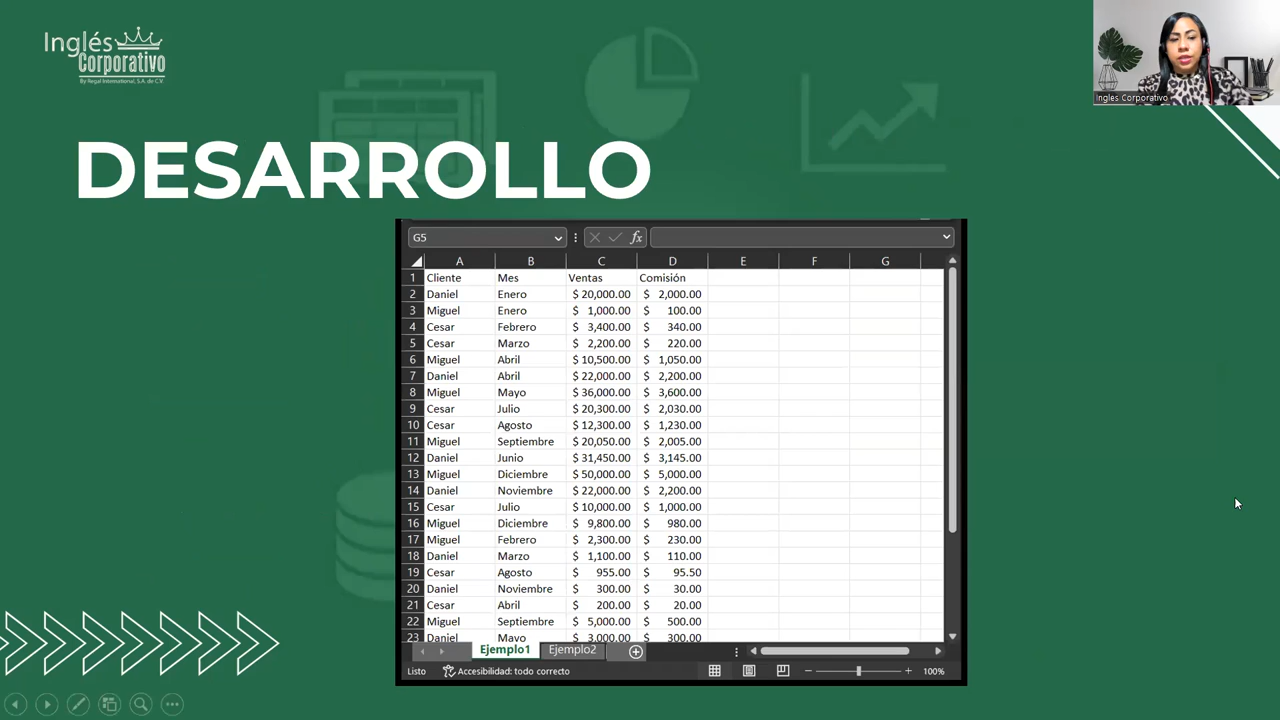 Inglés
Corporativo
By Regal International, S.A. de C.V.
Ingles Corporativo
DESARROLLO
G5 fx
A B C D E F G
1 Cliente Mes Ventas Comisión
2 Daniel Enero $ 20,000.00 $ 2,000.00
3 Miguel Enero $ 1,000.00 $ 100.00
4 Cesar Febrero $ 3,400.00 $ 340.00
5 Cesar Marzo $ 2,200.00 $ 220.00
6 Miguel Abril $ 10,500.00 $ 1,050.00
7 Daniel Abril $ 22,000.00 $ 2,200.00
8 Miguel Mayo $ 36,000.00 $ 3,600.00
9 Cesar Julio $ 20,300.00 $ 2,030.00
10 Cesar Agosto $ 12,300.00 $ 1,230.00
11 Miguel Septiembre $ 20,050.00 $ 2,005.00
12 Daniel Junio $ 31,450.00 $ 3,145.00
13 Miguel Diciembre $ 50,000.00 $ 5,000.00
14 Daniel Noviembre $ 22,000.00 $ 2,200.00
15 Cesar Julio $ 10,000.00 $ 1,000.00
16 Miguel Diciembre $ 9,800.00 $ 980.00
17 Miguel Febrero $ 2,300.00 $ 230.00
18 Daniel Marzo $ 1,100.00 $ 110.00
19 Cesar Agosto $ 955.00 $ 95.50
20 Daniel Noviembre $ 300.00 $ 30.00
21 Cesar Abril $ 200.00 $ 20.00
22 Miguel Septiembre $ 5,000.00 $ 500.00
23 Daniel Mayo $ 3,000.00 $ 300.00
Ejemplo1 Ejemplo2
Listo Accesibilidad: todo correcto 100%